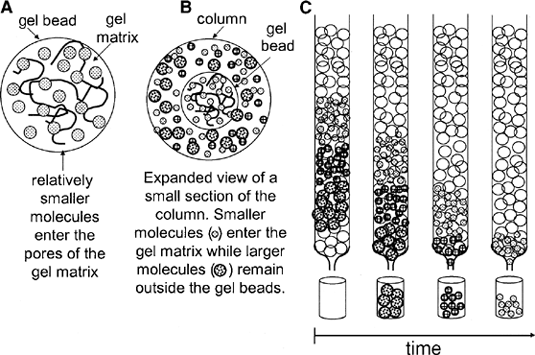 A
gel bead
gel
matrix
relatively
smaller
molecules
enter the
pores of the
gel matrix
B
column
gel
bead
Expanded view of a
small section of the
column. Smaller
molecules (○) enter the
gel matrix while larger
molecules (◍) remain
outside the gel beads.
C
time